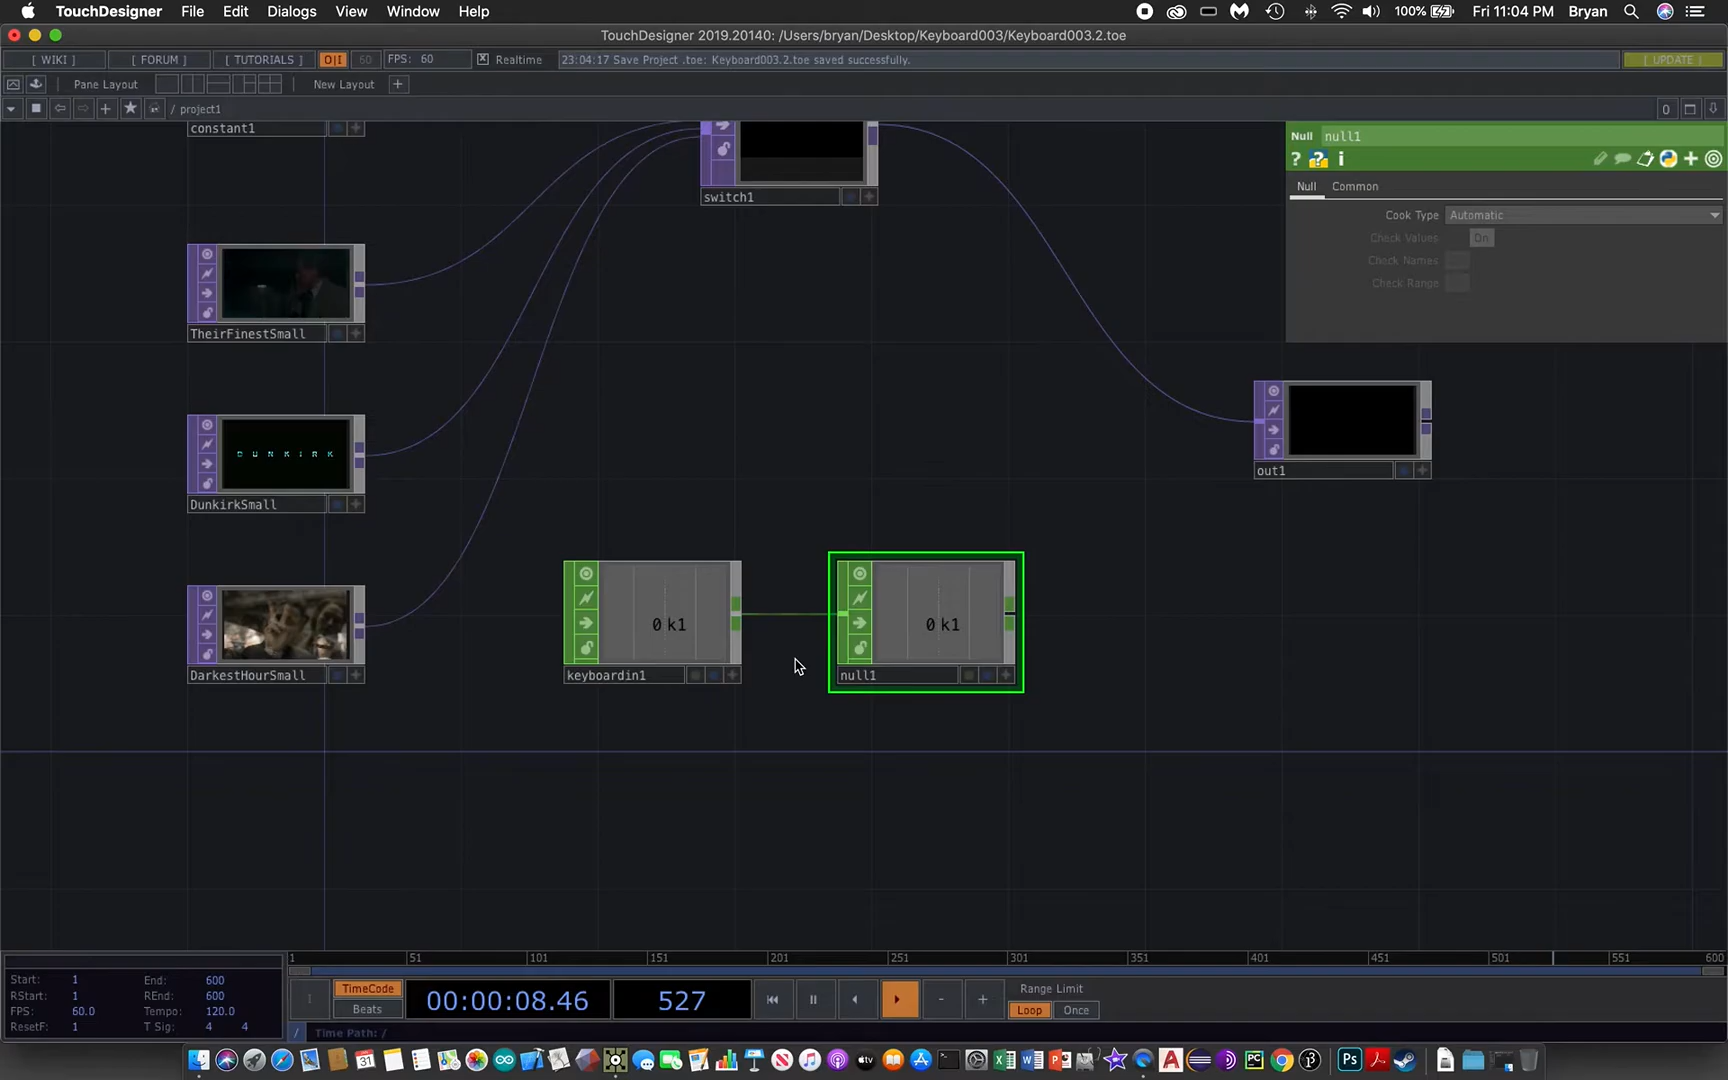 TouchDesigner File Edit Dialogs View Window Help 100% Fri 11:04 PM Bryan
TouchDesigner 2019.20140: /Users/bryan/Desktop/Keyboard003/Keyboard003.2.toe
[ WIKI ] [ FORUM ] [ TUTORIALS ] O|I 60 FPS: 60 Realtime 23:04:17 Save Project .toe: Keyboard003.2.toe saved successfully. [ UPDATE ]
Pane Layout New Layout +
/ project1 0
constant1
switch1
Null null1
? ? i
Null Common
Cook Type Automatic
Check Values On
Check Names
Check Range
TheirFinestSmall
D U N K I R K
DunkirkSmall
out1
0 k1
0 k1
DarkestHourSmall
keyboardin1
null1
1 51 101 151 201 251 301 351 401 451 501 551 600
Start: 1 End: 600
RStart: 1 REnd: 600
FPS: 60.0 Tempo: 120.0
ResetF: 1 T Sig: 4 4
TimeCode
Beats
00:00:08.46
527
- +
Range Limit
Loop Once
/ Time Path: /
31